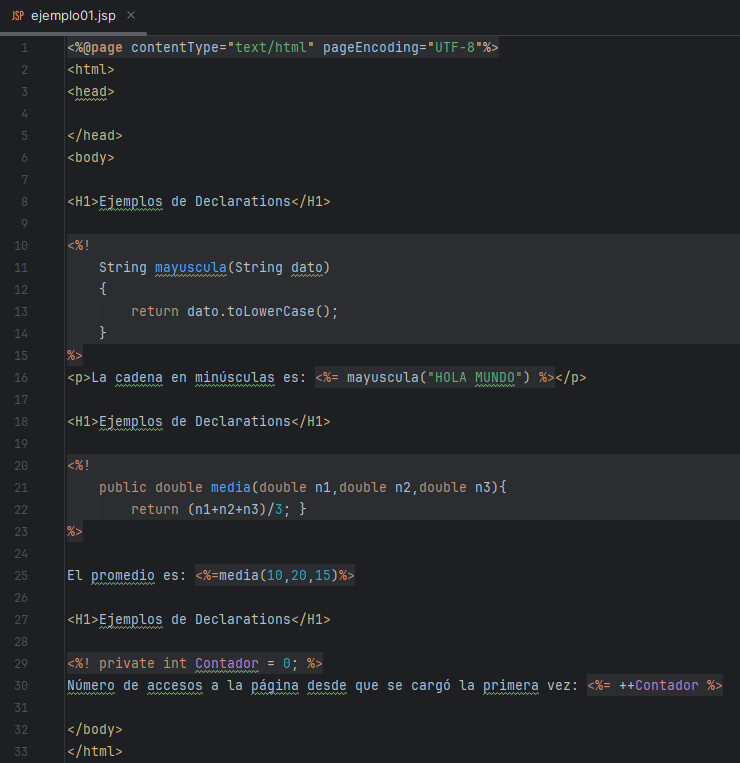 JSP ejemplo01.jsp ×
1 <%@page contentType="text/html" pageEncoding="UTF-8"%>
2 <html>
3 <head>
4
5 </head>
6 <body>
7
8 <H1>Ejemplos de Declarations</H1>
9
10 <%!
11     String mayuscula(String dato)
12     {
13         return dato.toLowerCase();
14     }
15 %>
16 <p>La cadena en minúsculas es: <%= mayuscula("HOLA MUNDO") %></p>
17
18 <H1>Ejemplos de Declarations</H1>
19
20 <%!
21     public double media(double n1,double n2,double n3){
22         return (n1+n2+n3)/3; }
23 %>
24
25 El promedio es: <%=media(10,20,15)%>
26
27 <H1>Ejemplos de Declarations</H1>
28
29 <%! private int Contador = 0; %>
30 Número de accesos a la página desde que se cargó la primera vez: <%= ++Contador %>
31
32 </body>
33 </html>